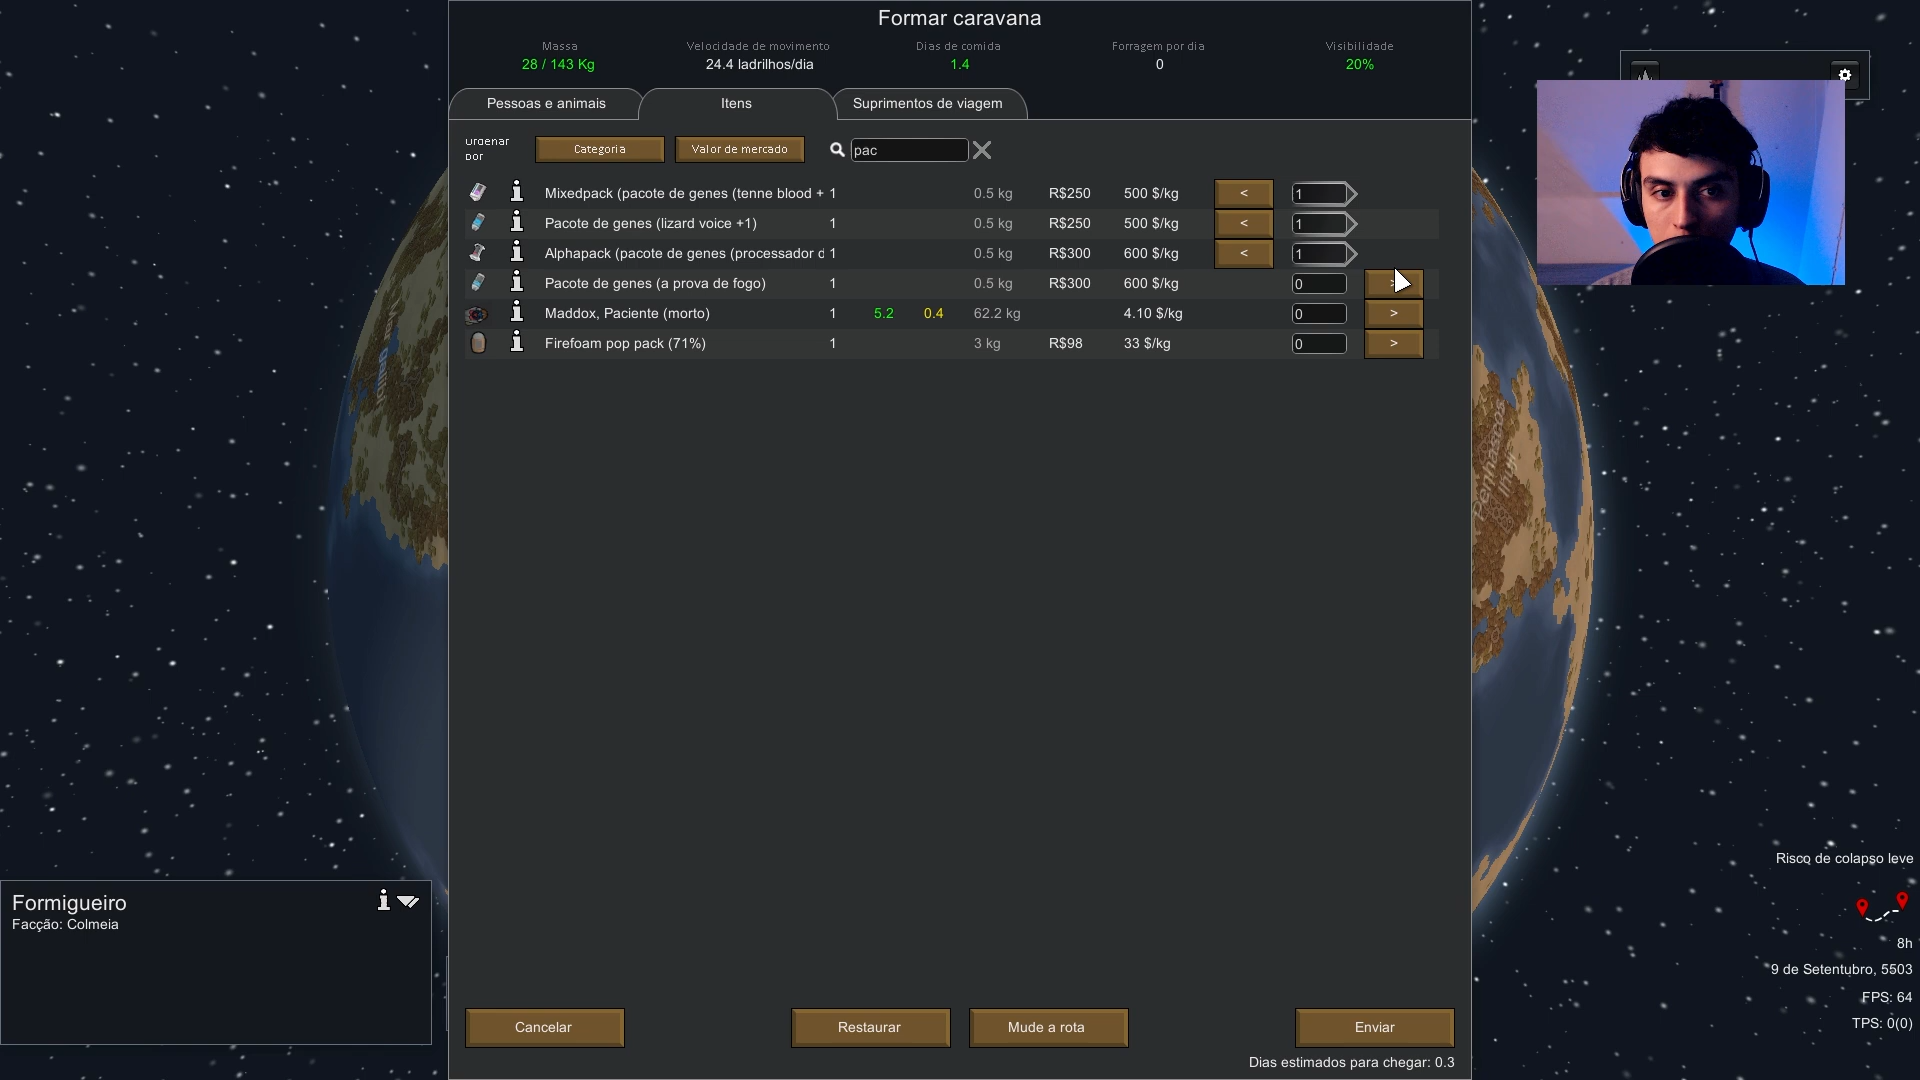 Formar caravana
Massa
28 / 143 Kg
Velocidade de movimento
24.4 ladrilhos/dia
Dias de comida
1.4
Forragem por dia
0
Visibilidade
20%
Pessoas e animais
Itens
Suprimentos de viagem
Ordenar
por
Categoria
Valor de mercado
pac
Mixedpack (pacote de genes (tenne blood + 1 0.5 kg R$250 500 $/kg < 1
Pacote de genes (lizard voice +1) 1 0.5 kg R$250 500 $/kg < 1
Alphapack (pacote de genes (processador d 1 0.5 kg R$300 600 $/kg < 1
Pacote de genes (a prova de fogo) 1 0.5 kg R$300 600 $/kg 0
Maddox, Paciente (morto) 1 5.2 0.4 62.2 kg 4.10 $/kg 0 >
Firefoam pop pack (71%) 1 3 kg R$98 33 $/kg 0 >
Formigueiro
Facção: Colmeia
Risco de colapso leve
8h
9 de Setentubro, 5503
FPS: 64
TPS: 0(0)
Cancelar
Restaurar
Mude a rota
Enviar
Dias estimados para chegar: 0.3